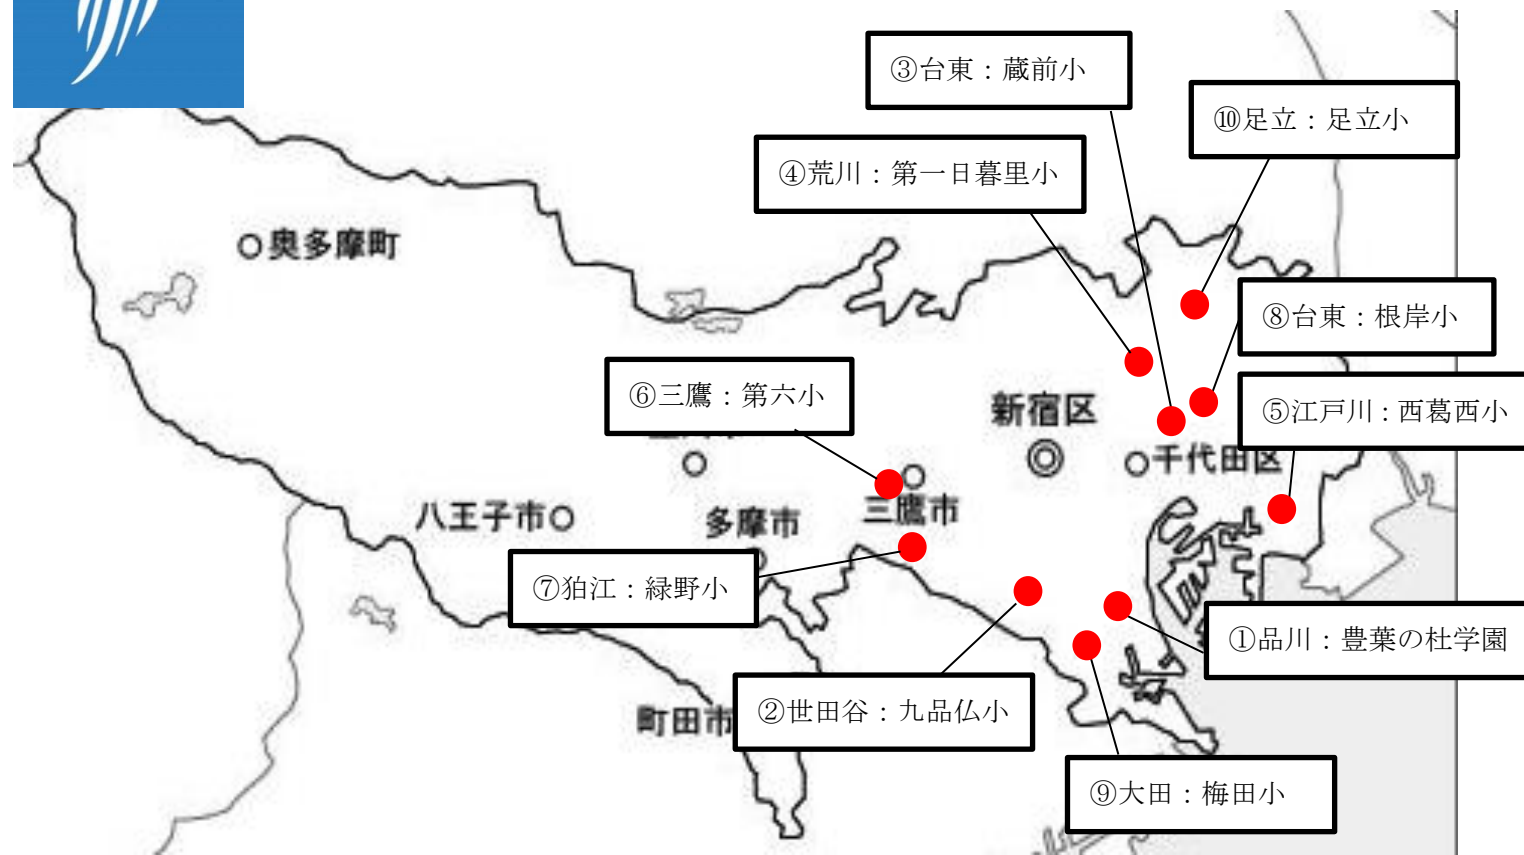 ③台東：蔵前小
⑩足立：足立小
④荒川：第一日暮里小
奥多摩町
⑧台東：根岸小
⑥三鷹：第六小
新宿区
⑤江戸川：西葛西小
千代田区
八王子市
多摩市
三鷹市
⑦狛江：緑野小
①品川：豊葉の杜学園
②世田谷：九品仏小
町田市
⑨大田：梅田小